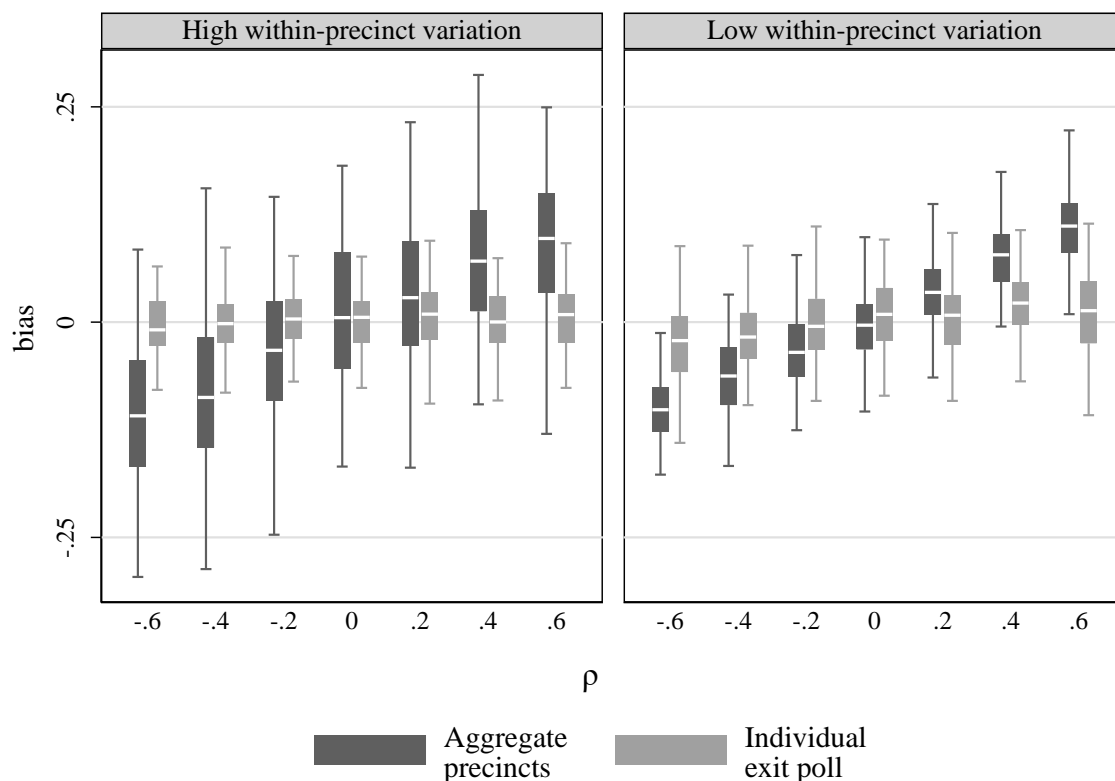 High within-precinct variation
Low within-precinct variation
.25
0
-.25
bias
-.6 -.4 -.2 0 .2 .4 .6
-.6 -.4 -.2 0 .2 .4 .6
ρ
Aggregate
precincts
Individual
exit poll